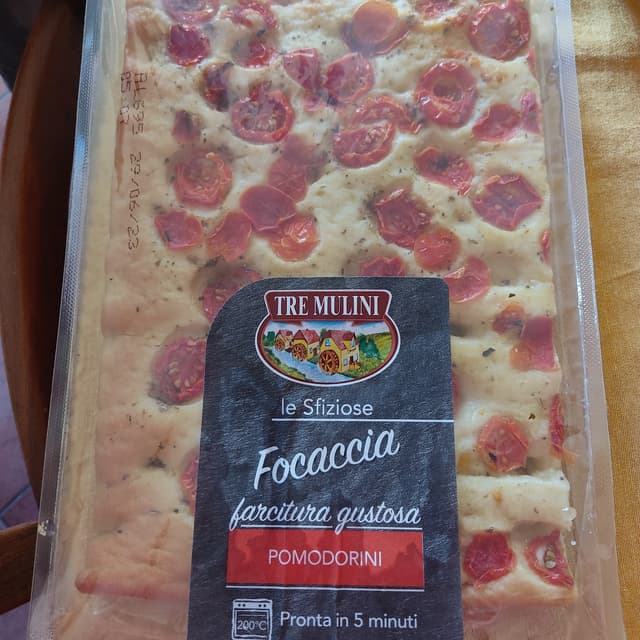 29/06/23
TRE MULINI
le Sfiziose
Focaccia
farcitura gustosa
POMODORINI
200°C
Pronta in 5 minuti